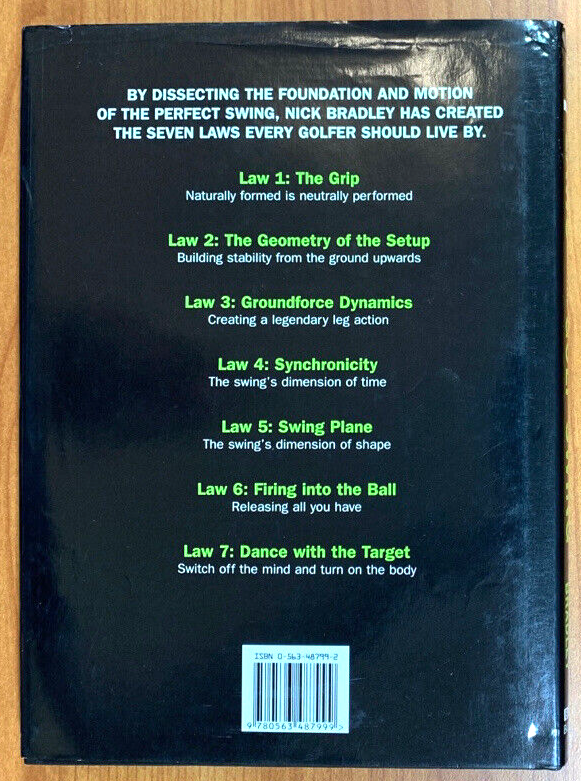 BY DISSECTING THE FOUNDATION AND MOTION
OF THE PERFECT SWING, NICK BRADLEY HAS CREATED
THE SEVEN LAWS EVERY GOLFER SHOULD LIVE BY.
Law 1: The Grip
Naturally formed is neutrally performed
Law 2: The Geometry of the Setup
Building stability from the ground upwards
Law 3: Groundforce Dynamics
Creating a legendary leg action
Law 4: Synchronicity
The swing's dimension of time
Law 5: Swing Plane
The swing's dimension of shape
Law 6: Firing into the Ball
Releasing all you have
Law 7: Dance with the Target
Switch off the mind and turn on the body
ISBN 0-563-48799-2
9 780563 487999 >